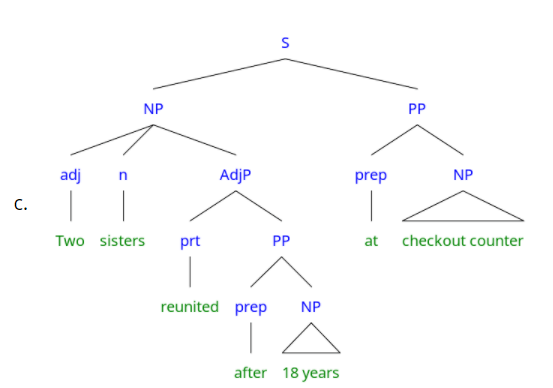 S
NP PP
adj n AdjP prep NP
C.
Two sisters prt PP at checkout counter
reunited prep NP
after 18 years